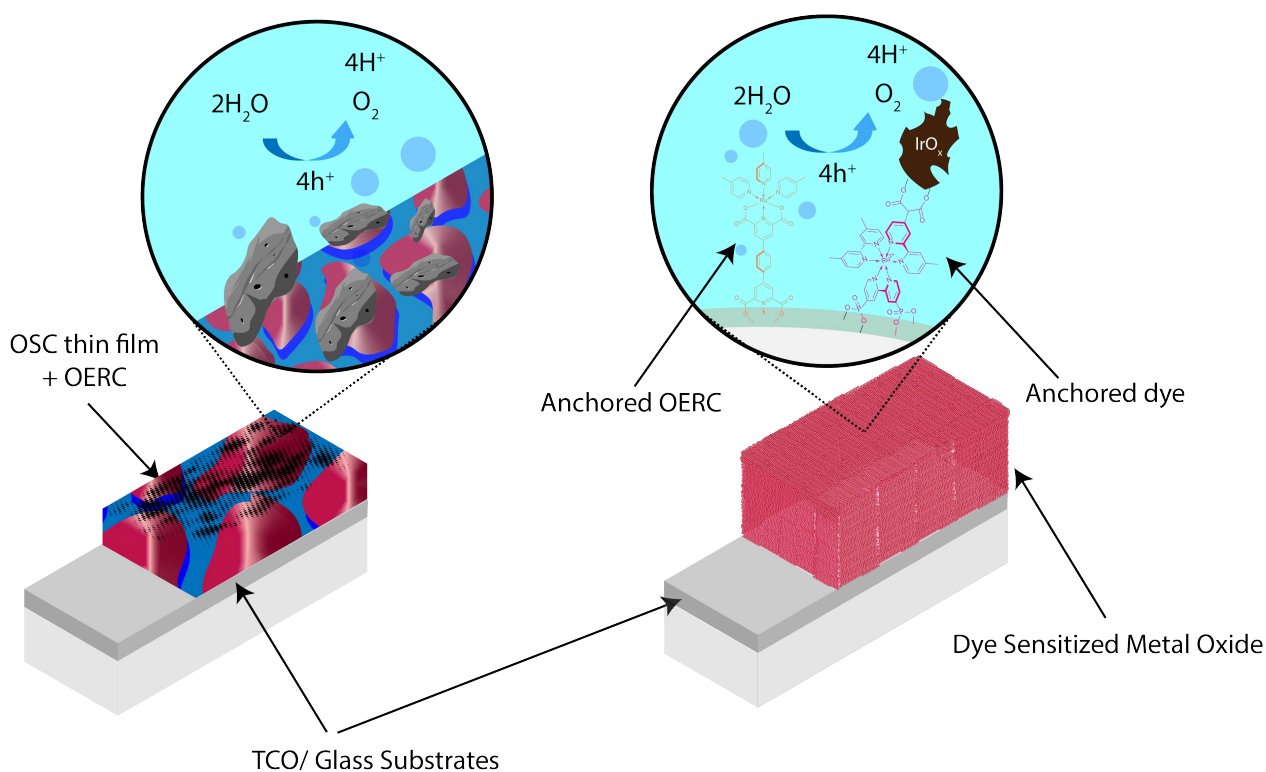 4H⁺
2H₂O
O₂
4h⁺
4H⁺
2H₂O
O₂
4h⁺
IrOₓ
OSC thin film
+ OERC
Anchored OERC
Anchored dye
Dye Sensitized Metal Oxide
TCO/ Glass Substrates